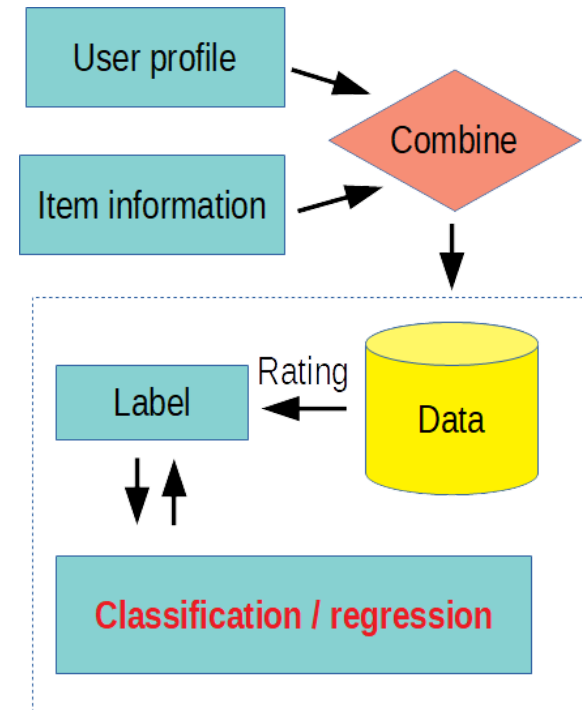 User profile
Combine
Item information
Rating
Label
Data
Classification / regression